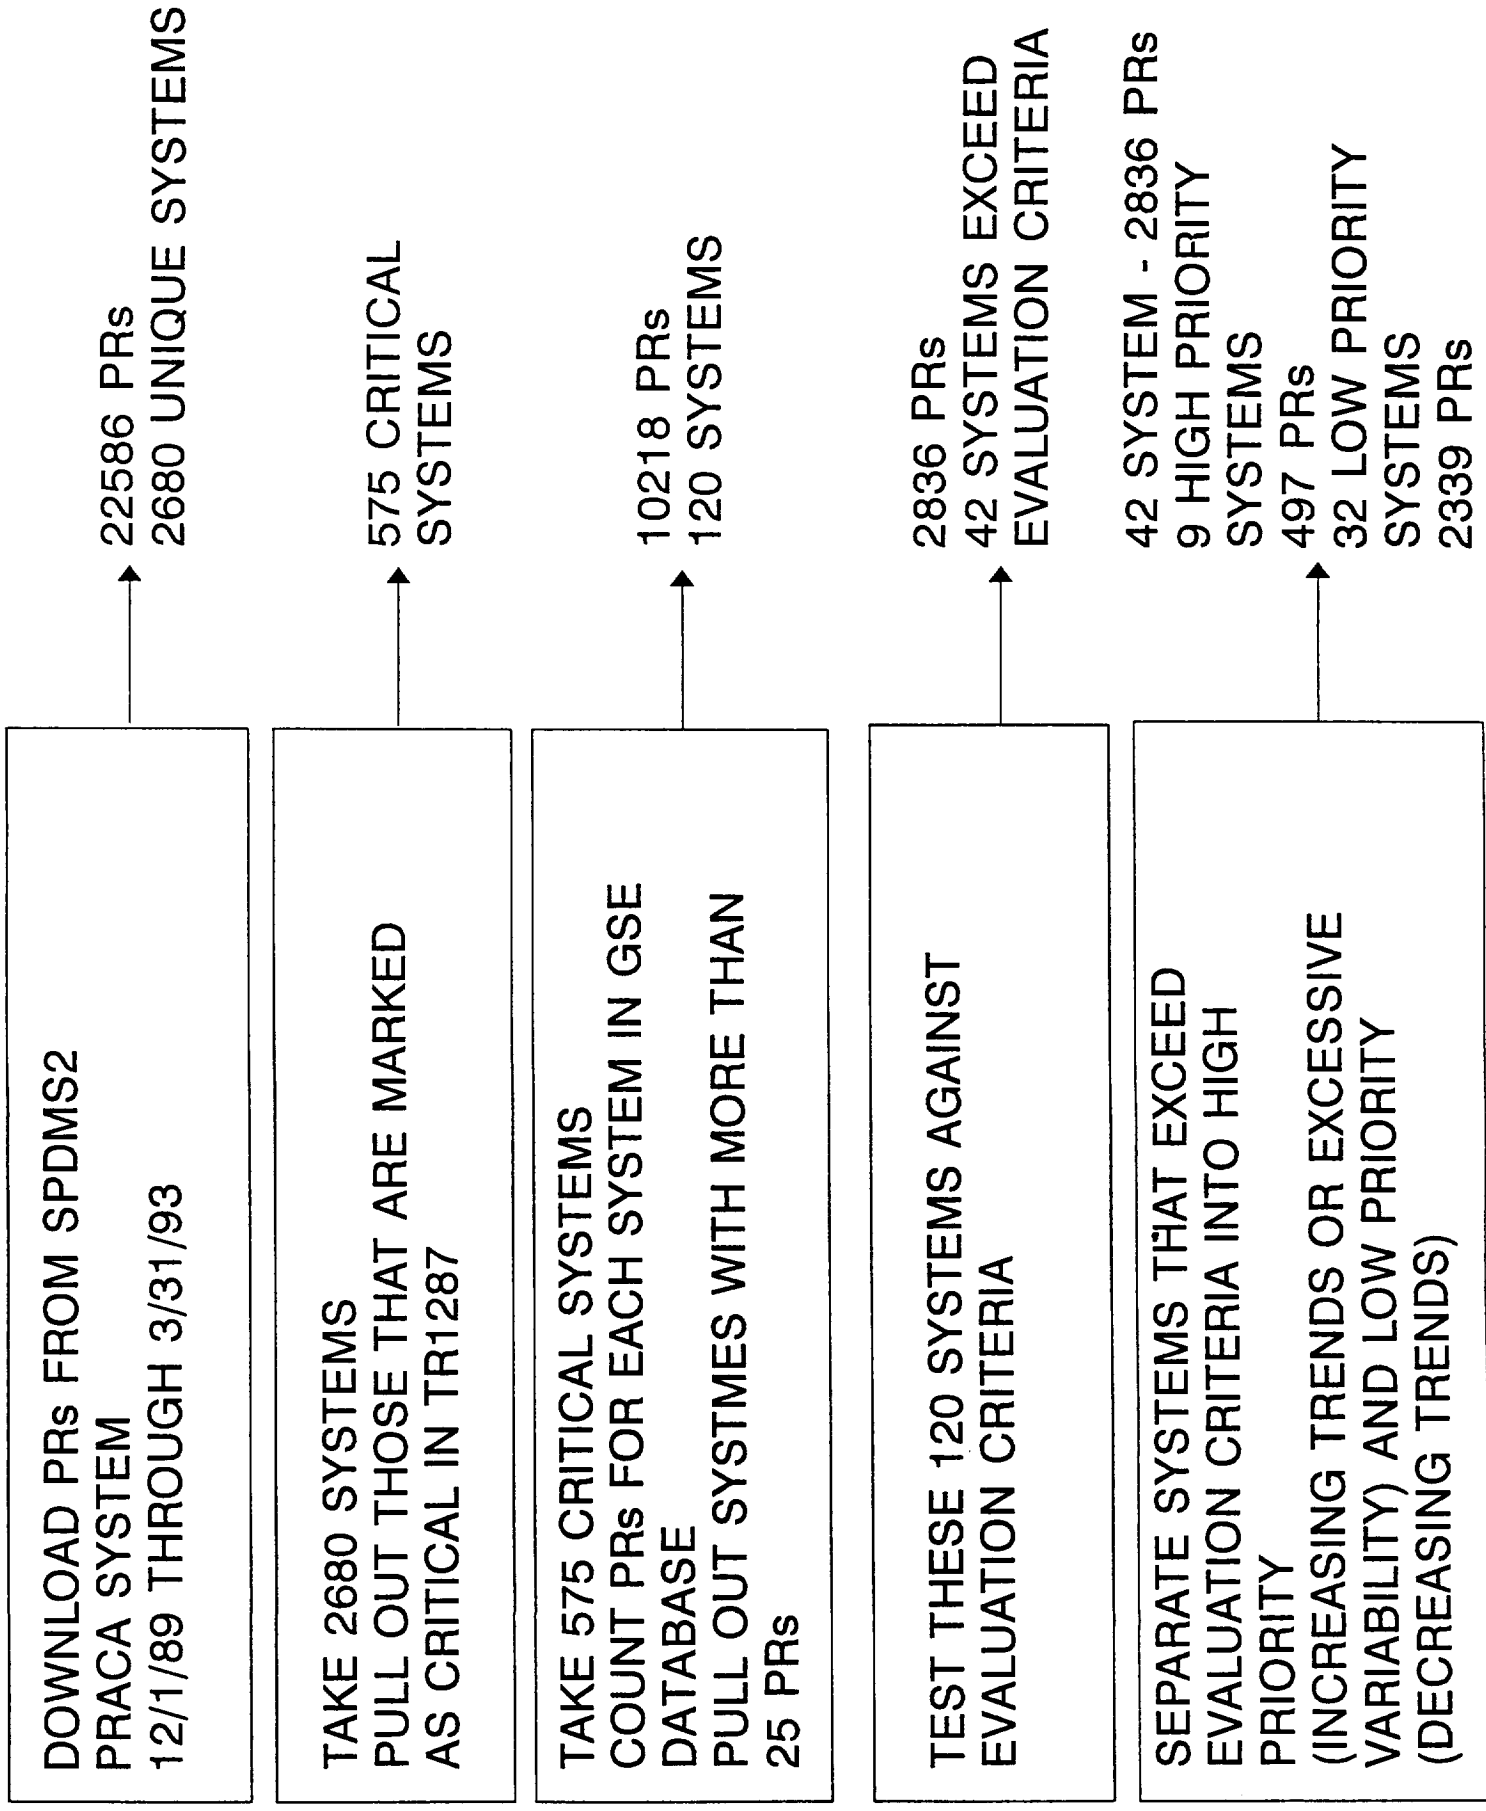 DOWNLOAD PRs FROM SPDMS2
PRACA SYSTEM
12/1/89 THROUGH 3/31/93
22586 PRs
2680 UNIQUE SYSTEMS
TAKE 2680 SYSTEMS
PULL OUT THOSE THAT ARE MARKED
AS CRITICAL IN TR1287
575 CRITICAL
SYSTEMS
TAKE 575 CRITICAL SYSTEMS
COUNT PRs FOR EACH SYSTEM IN GSE
DATABASE
PULL OUT SYSTMES WITH MORE THAN
25 PRs
10218 PRs
120 SYSTEMS
TEST THESE 120 SYSTEMS AGAINST
EVALUATION CRITERIA
2836 PRs
42 SYSTEMS EXCEED
EVALUATION CRITERIA
SEPARATE SYSTEMS THAT EXCEED
EVALUATION CRITERIA INTO HIGH
PRIORITY
(INCREASING TRENDS OR EXCESSIVE
VARIABILITY) AND LOW PRIORITY
(DECREASING TRENDS)
42 SYSTEM - 2836 PRs
9 HIGH PRIORITY
SYSTEMS
497 PRs
32 LOW PRIORITY
SYSTEMS
2339 PRs